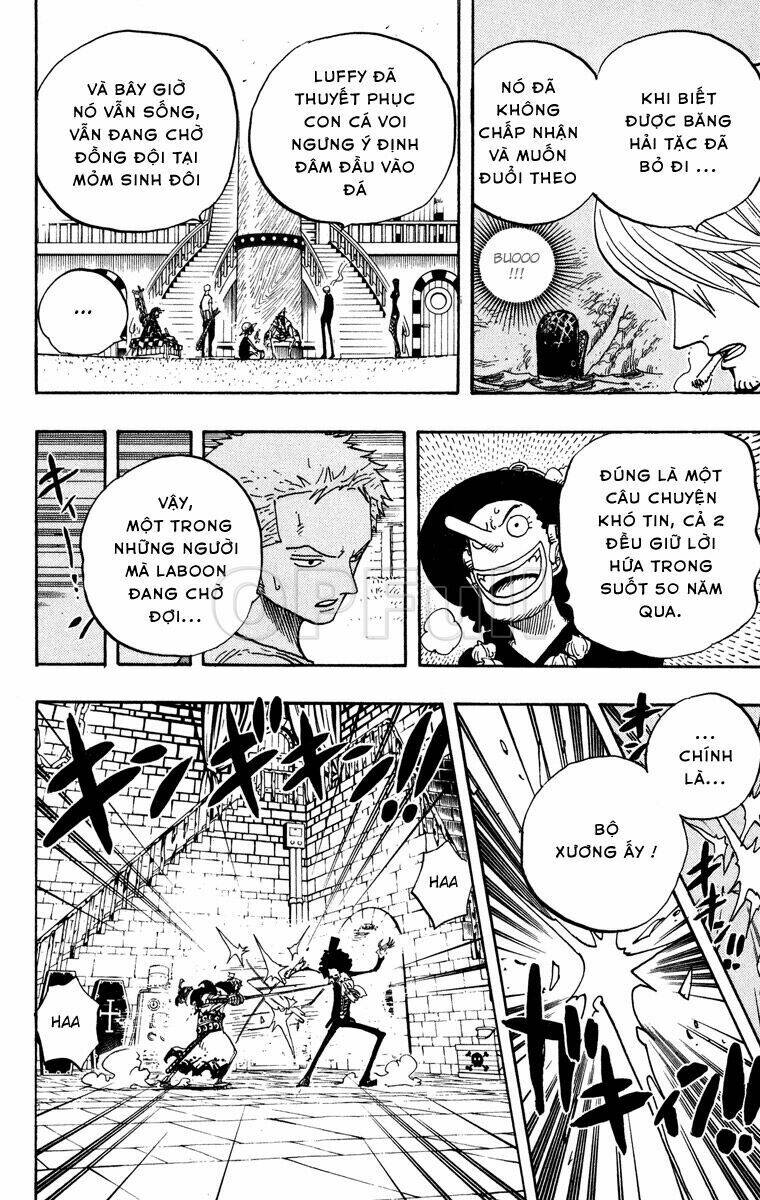 KHI BIẾT
ĐƯỢC BĂNG
HẢI TẶC ĐÃ
BỎ ĐI ...
NÓ ĐÃ
KHÔNG
CHẤP NHẬN
VÀ MUỐN
ĐUỔI THEO
BUOOO
!!!
LUFFY ĐÃ
THUYẾT PHỤC
CON CÁ VOI
NGƯNG Ý ĐỊNH
ĐÂM ĐẦU VÀO
ĐÁ
VÀ BÂY GIỜ
NÓ VẪN SỐNG,
VẪN ĐANG CHỜ
ĐỒNG ĐỘI TẠI
MỎM SINH ĐÔI
...
ĐÚNG LÀ MỘT
CÂU CHUYỆN
KHÓ TIN, CẢ 2
ĐỀU GIỮ LỜI
HỨA TRONG
SUỐT 50 NĂM
QUA.
VẬY,
MỘT TRONG
NHỮNG NGƯỜI
MÀ LABOON
ĐANG CHỜ
ĐỢI...
OPFun
...
CHÍNH
LÀ...
BỘ
XƯƠNG ẤY !
キィンキィン!!
HAA
HAA